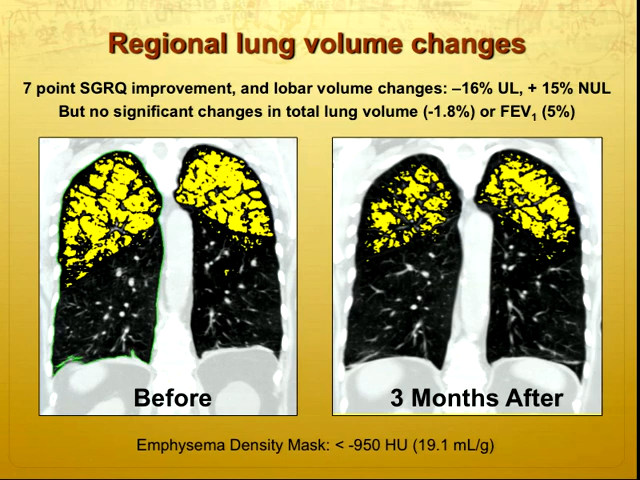 Regional lung volume changes
7 point SGRQ improvement, and lobar volume changes: –16% UL, + 15% NUL
But no significant changes in total lung volume (-1.8%) or FEV₁ (5%)
Before
3 Months After
Emphysema Density Mask: < -950 HU (19.1 mL/g)